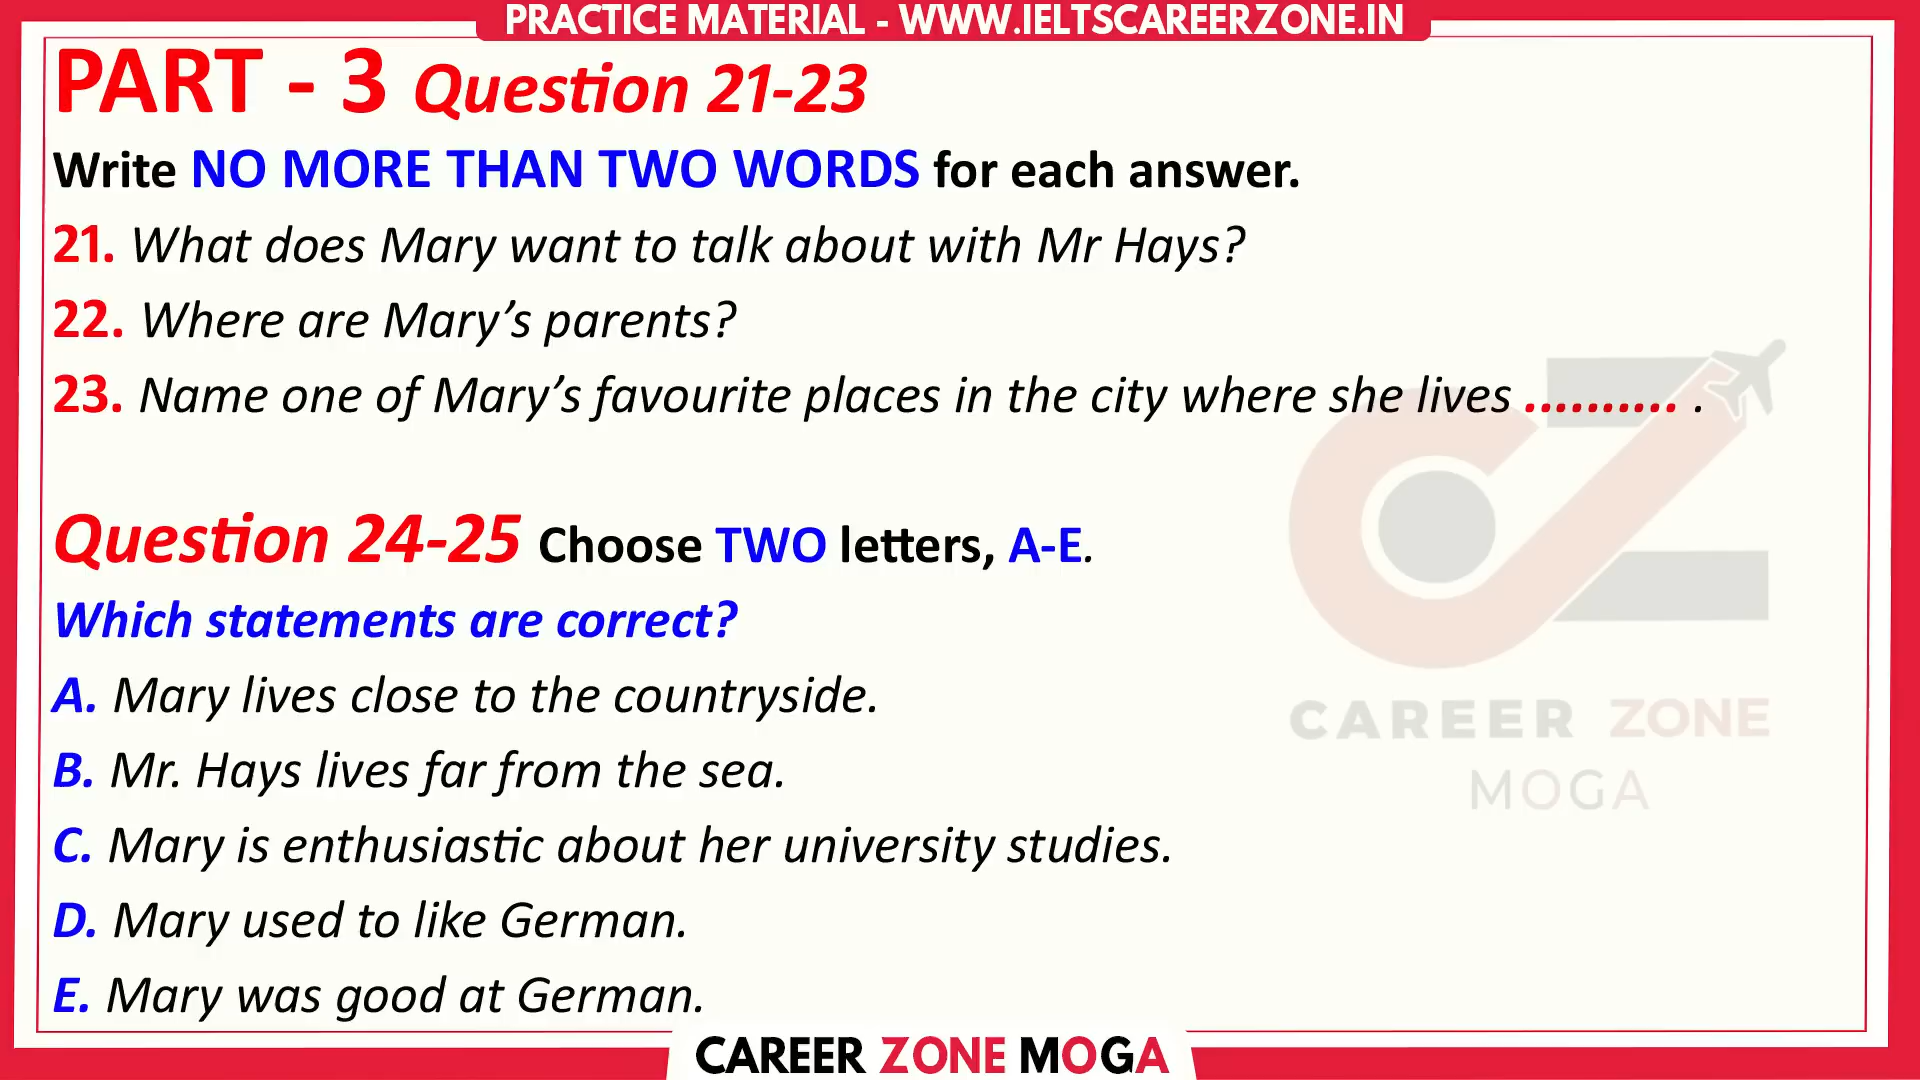 PRACTICE MATERIAL - WWW.IELTSCAREERZONE.IN
PART - 3 Question 21-23
Write NO MORE THAN TWO WORDS for each answer.
21. What does Mary want to talk about with Mr Hays?
22. Where are Mary’s parents?
23. Name one of Mary’s favourite places in the city where she lives .......... .
Question 24-25 Choose TWO letters, A-E.
Which statements are correct?
A. Mary lives close to the countryside.
B. Mr. Hays lives far from the sea.
C. Mary is enthusiastic about her university studies.
D. Mary used to like German.
E. Mary was good at German.
CAREER ZONE
MOGA
CAREER ZONE MOGA